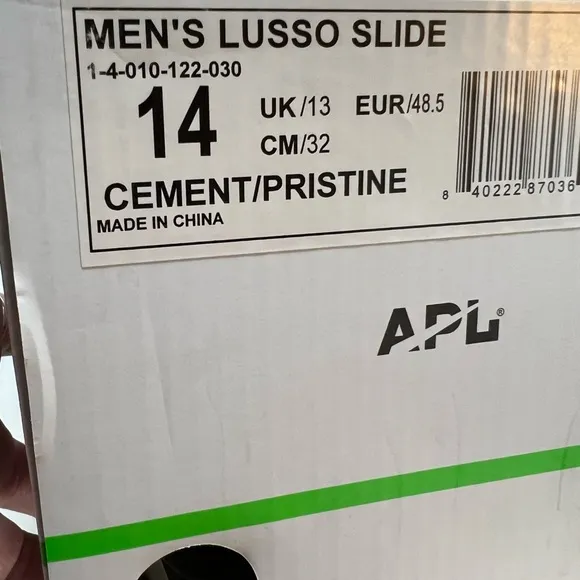 MEN'S LUSSO SLIDE
1-4-010-122-030
14
UK/13 EUR/48.5
CM/32
CEMENT/PRISTINE
MADE IN CHINA
8 40222 87036
APL®